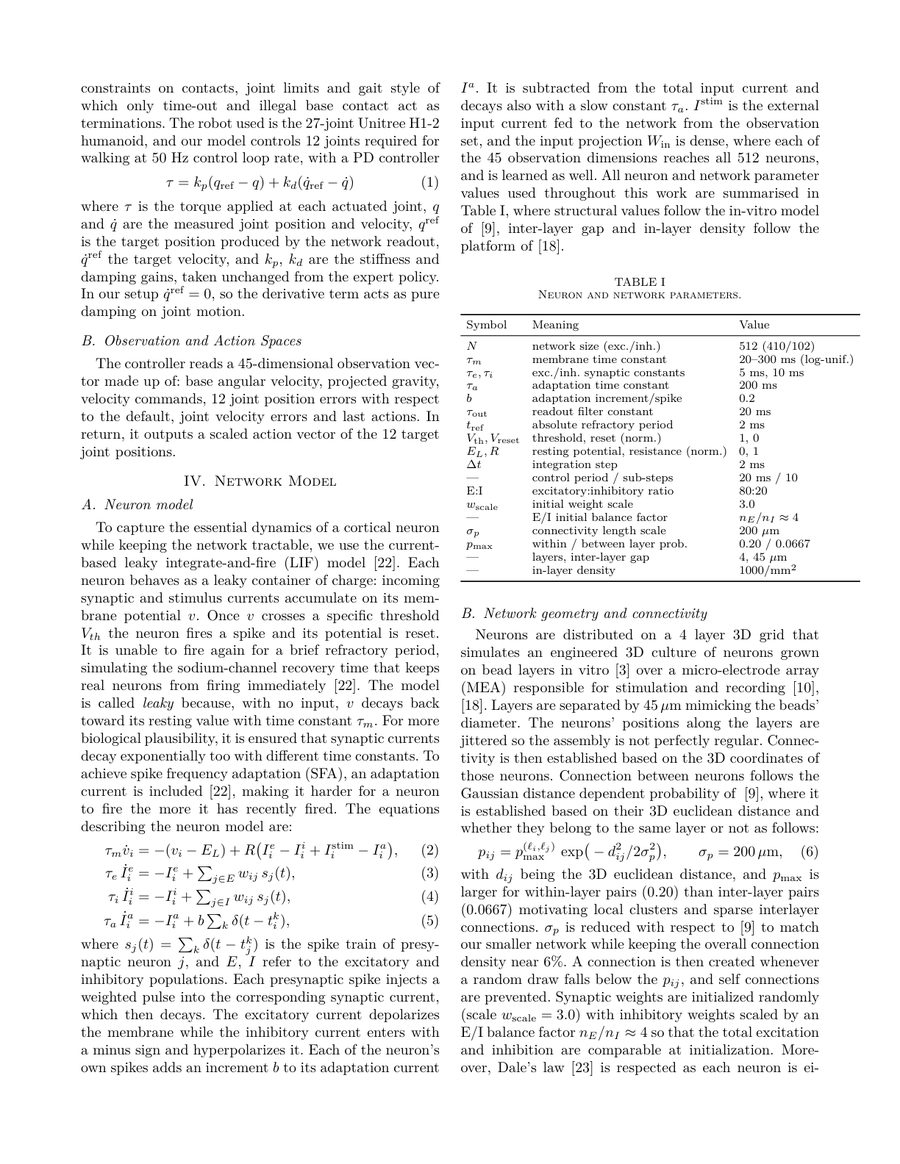 constraints on contacts, joint limits and gait style of
which only time-out and illegal base contact act as
terminations. The robot used is the 27-joint Unitree H1-2
humanoid, and our model controls 12 joints required for
walking at 50 Hz control loop rate, with a PD controller
τ = k_p(q_ref − q) + k_d(q̇_ref − q̇) (1)
where τ is the torque applied at each actuated joint, q
and q̇ are the measured joint position and velocity, q^ref
is the target position produced by the network readout,
q̇^ref the target velocity, and k_p, k_d are the stiffness and
damping gains, taken unchanged from the expert policy.
In our setup q̇^ref = 0, so the derivative term acts as pure
damping on joint motion.
B. Observation and Action Spaces
The controller reads a 45-dimensional observation vec-
tor made up of: base angular velocity, projected gravity,
velocity commands, 12 joint position errors with respect
to the default, joint velocity errors and last actions. In
return, it outputs a scaled action vector of the 12 target
joint positions.
IV. Network Model
A. Neuron model
To capture the essential dynamics of a cortical neuron
while keeping the network tractable, we use the current-
based leaky integrate-and-fire (LIF) model [22]. Each
neuron behaves as a leaky container of charge: incoming
synaptic and stimulus currents accumulate on its mem-
brane potential v. Once v crosses a specific threshold
V_th the neuron fires a spike and its potential is reset.
It is unable to fire again for a brief refractory period,
simulating the sodium-channel recovery time that keeps
real neurons from firing immediately [22]. The model
is called leaky because, with no input, v decays back
toward its resting value with time constant τ_m. For more
biological plausibility, it is ensured that synaptic currents
decay exponentially too with different time constants. To
achieve spike frequency adaptation (SFA), an adaptation
current is included [22], making it harder for a neuron
to fire the more it has recently fired. The equations
describing the neuron model are:
τ_m v̇_i = −(v_i − E_L) + R(I_i^e − I_i^i + I_i^stim − I_i^a), (2)
τ_e İ_i^e = −I_i^e + ∑_{j∈E} w_ij s_j(t), (3)
τ_i İ_i^i = −I_i^i + ∑_{j∈I} w_ij s_j(t), (4)
τ_a İ_i^a = −I_i^a + b ∑_k δ(t − t_i^k), (5)
where s_j(t) = ∑_k δ(t − t_j^k) is the spike train of presy-
naptic neuron j, and E, I refer to the excitatory and
inhibitory populations. Each presynaptic spike injects a
weighted pulse into the corresponding synaptic current,
which then decays. The excitatory current depolarizes
the membrane while the inhibitory current enters with
a minus sign and hyperpolarizes it. Each of the neuron's
own spikes adds an increment b to its adaptation current
I^a. It is subtracted from the total input current and
decays also with a slow constant τ_a. I^stim is the external
input current fed to the network from the observation
set, and the input projection W_in is dense, where each of
the 45 observation dimensions reaches all 512 neurons,
and is learned as well. All neuron and network parameter
values used throughout this work are summarised in
Table I, where structural values follow the in-vitro model
of [9], inter-layer gap and in-layer density follow the
platform of [18].
TABLE I
Neuron and network parameters.
Symbol Meaning Value
N network size (exc./inh.) 512 (410/102)
τ_m membrane time constant 20–300 ms (log-unif.)
τ_e, τ_i exc./inh. synaptic constants 5 ms, 10 ms
τ_a adaptation time constant 200 ms
b adaptation increment/spike 0.2
τ_out readout filter constant 20 ms
t_ref absolute refractory period 2 ms
V_th, V_reset threshold, reset (norm.) 1, 0
E_L, R resting potential, resistance (norm.) 0, 1
Δt integration step 2 ms
— control period / sub-steps 20 ms / 10
E:I excitatory:inhibitory ratio 80:20
w_scale initial weight scale 3.0
— E/I initial balance factor n_E/n_I ≈ 4
σ_p connectivity length scale 200 μm
p_max within / between layer prob. 0.20 / 0.0667
— layers, inter-layer gap 4, 45 μm
— in-layer density 1000/mm²
B. Network geometry and connectivity
Neurons are distributed on a 4 layer 3D grid that
simulates an engineered 3D culture of neurons grown
on bead layers in vitro [3] over a micro-electrode array
(MEA) responsible for stimulation and recording [10],
[18]. Layers are separated by 45 μm mimicking the beads'
diameter. The neurons' positions along the layers are
jittered so the assembly is not perfectly regular. Connec-
tivity is then established based on the 3D coordinates of
those neurons. Connection between neurons follows the
Gaussian distance dependent probability of [9], where it
is established based on their 3D euclidean distance and
whether they belong to the same layer or not as follows:
p_ij = p_max^(ℓ_i,ℓ_j) exp(− d_ij²/2σ_p²), σ_p = 200 μm, (6)
with d_ij being the 3D euclidean distance, and p_max is
larger for within-layer pairs (0.20) than inter-layer pairs
(0.0667) motivating local clusters and sparse interlayer
connections. σ_p is reduced with respect to [9] to match
our smaller network while keeping the overall connection
density near 6%. A connection is then created whenever
a random draw falls below the p_ij, and self connections
are prevented. Synaptic weights are initialized randomly
(scale w_scale = 3.0) with inhibitory weights scaled by an
E/I balance factor n_E/n_I ≈ 4 so that the total excitation
and inhibition are comparable at initialization. More-
over, Dale's law [23] is respected as each neuron is ei-